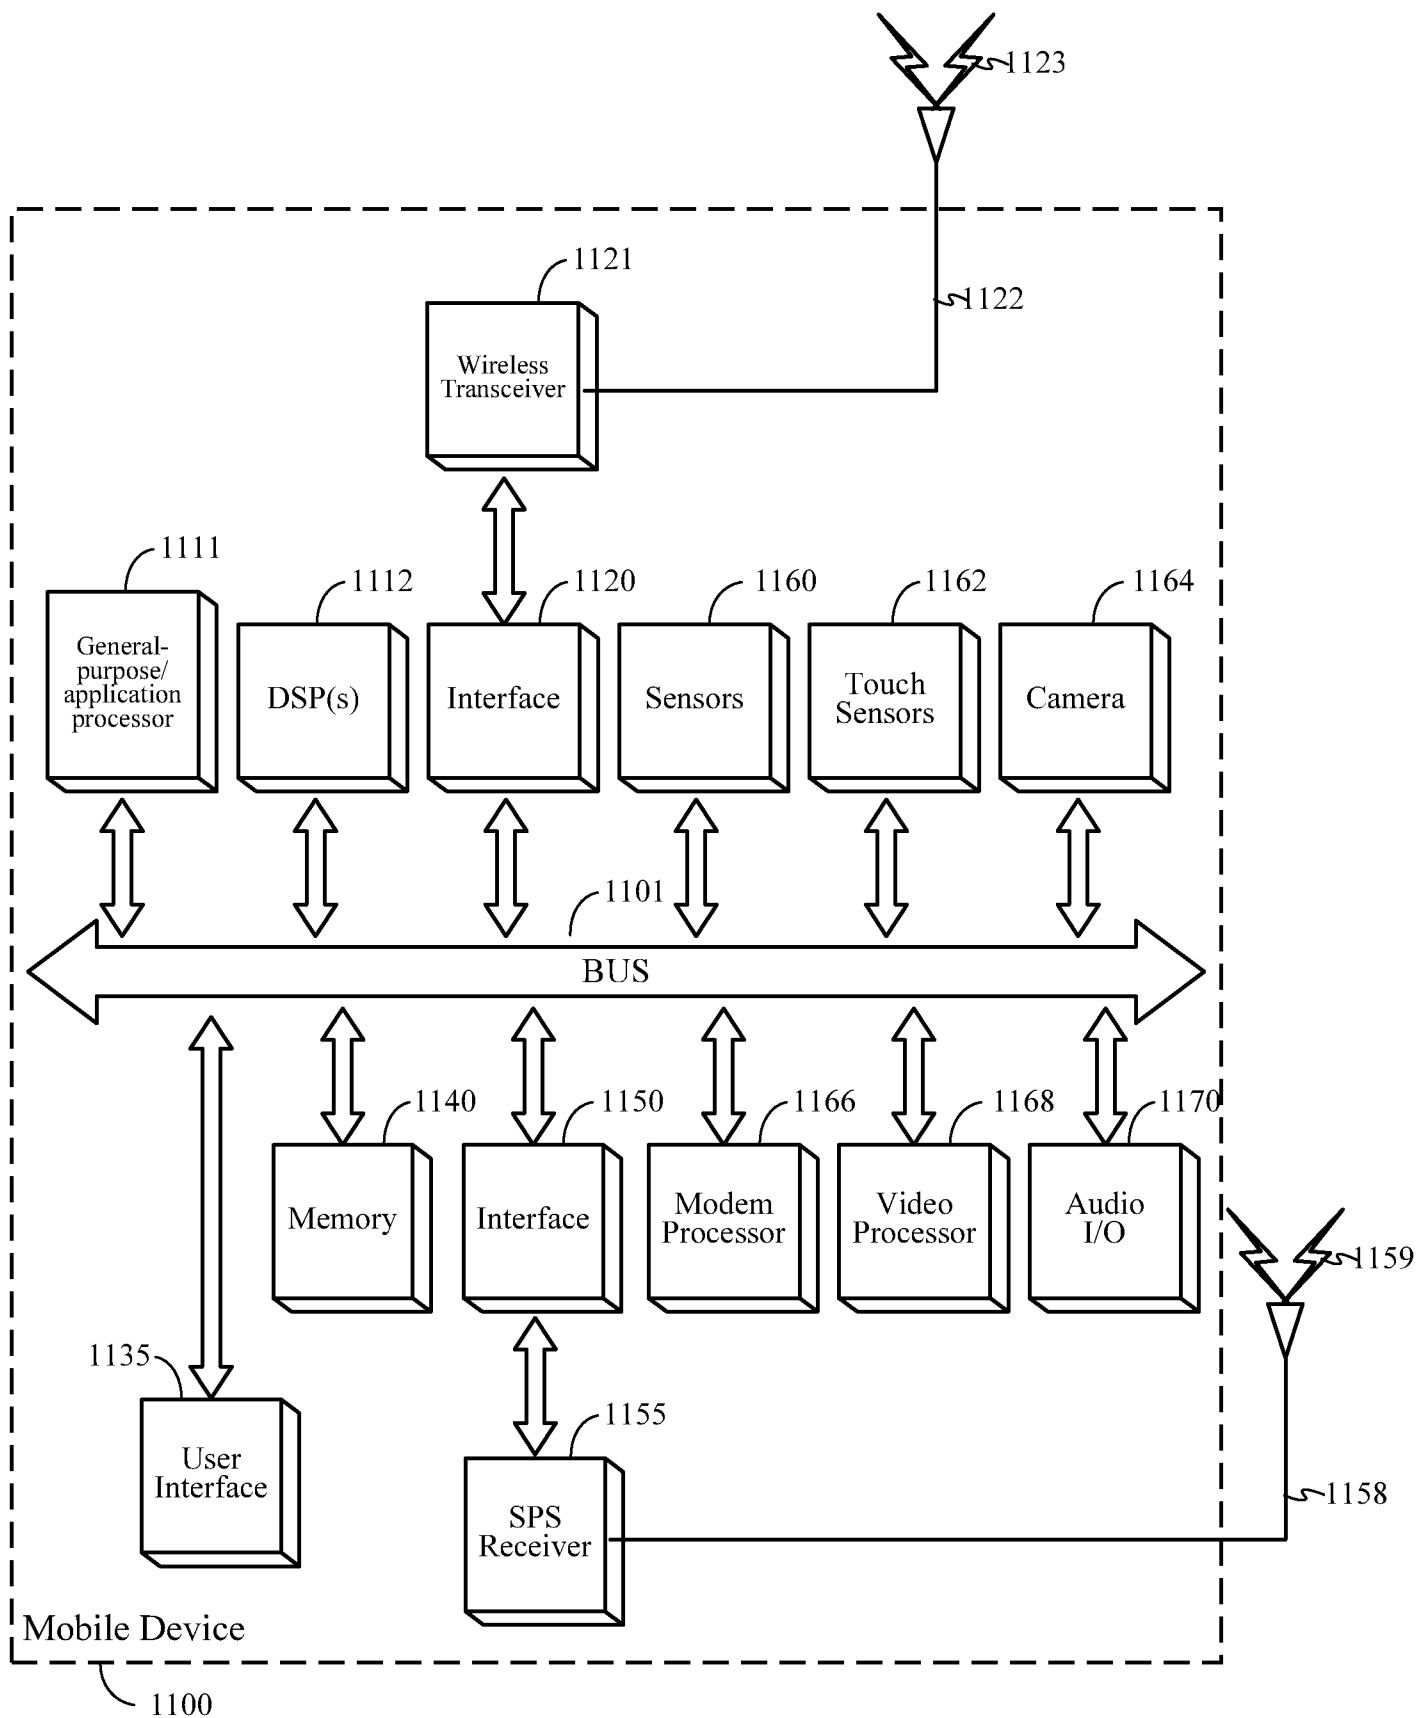 1123
1121
1122
Wireless
Transceiver
1111
1112
1120
1160
1162
1164
General-
purpose/
application
processor
DSP(s)
Interface
Sensors
Touch
Sensors
Camera
1101
BUS
1140
1150
1166
1168
1170
Memory
Interface
Modem
Processor
Video
Processor
Audio
I/O
1159
1135
1155
User
Interface
SPS
Receiver
1158
Mobile Device
1100